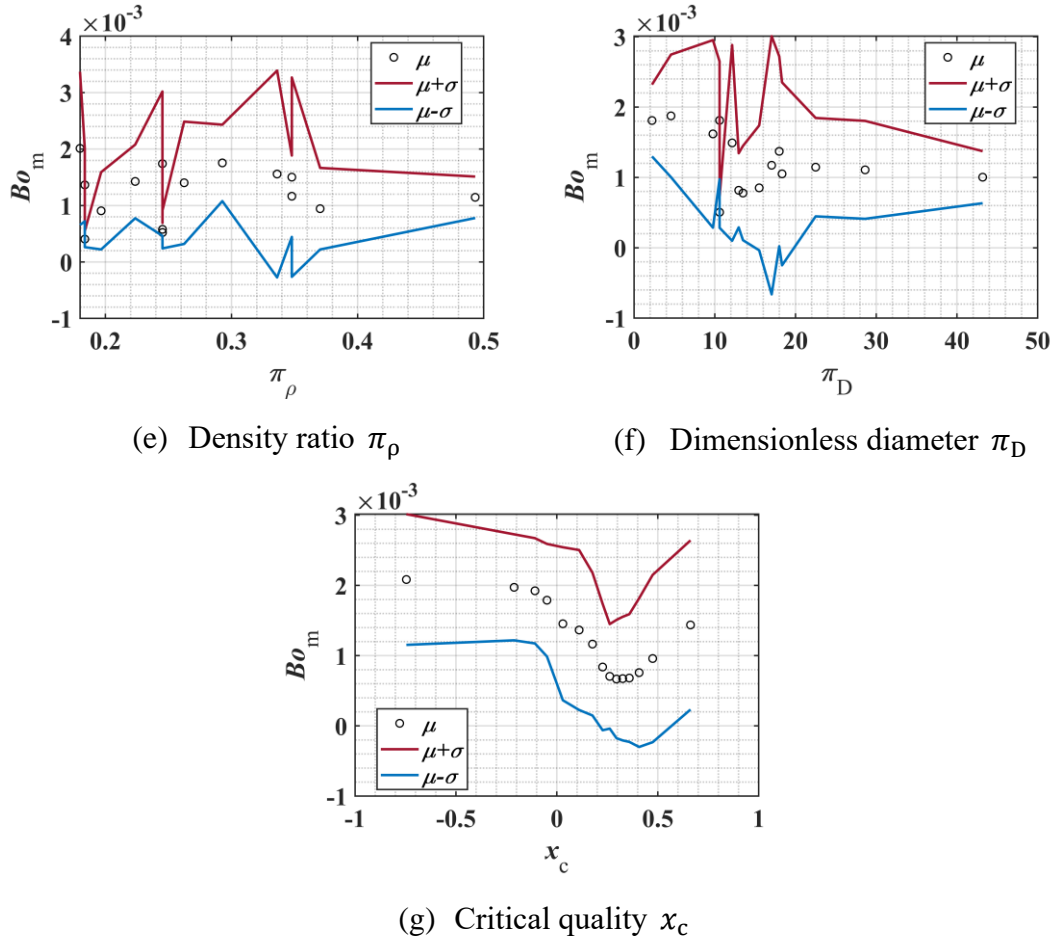 ×10⁻³
4
3
2
1
0
-1
Bo_m
μ
μ+σ
μ-σ
0.2 0.3 0.4 0.5
π_ρ
(e) Density ratio π_ρ
×10⁻³
3
2
1
0
-1
Bo_m
μ
μ+σ
μ-σ
0 10 20 30 40 50
π_D
(f) Dimensionless diameter π_D
×10⁻³
3
2
1
0
-1
Bo_m
μ
μ+σ
μ-σ
-1 -0.5 0 0.5 1
x_c
(g) Critical quality x_c